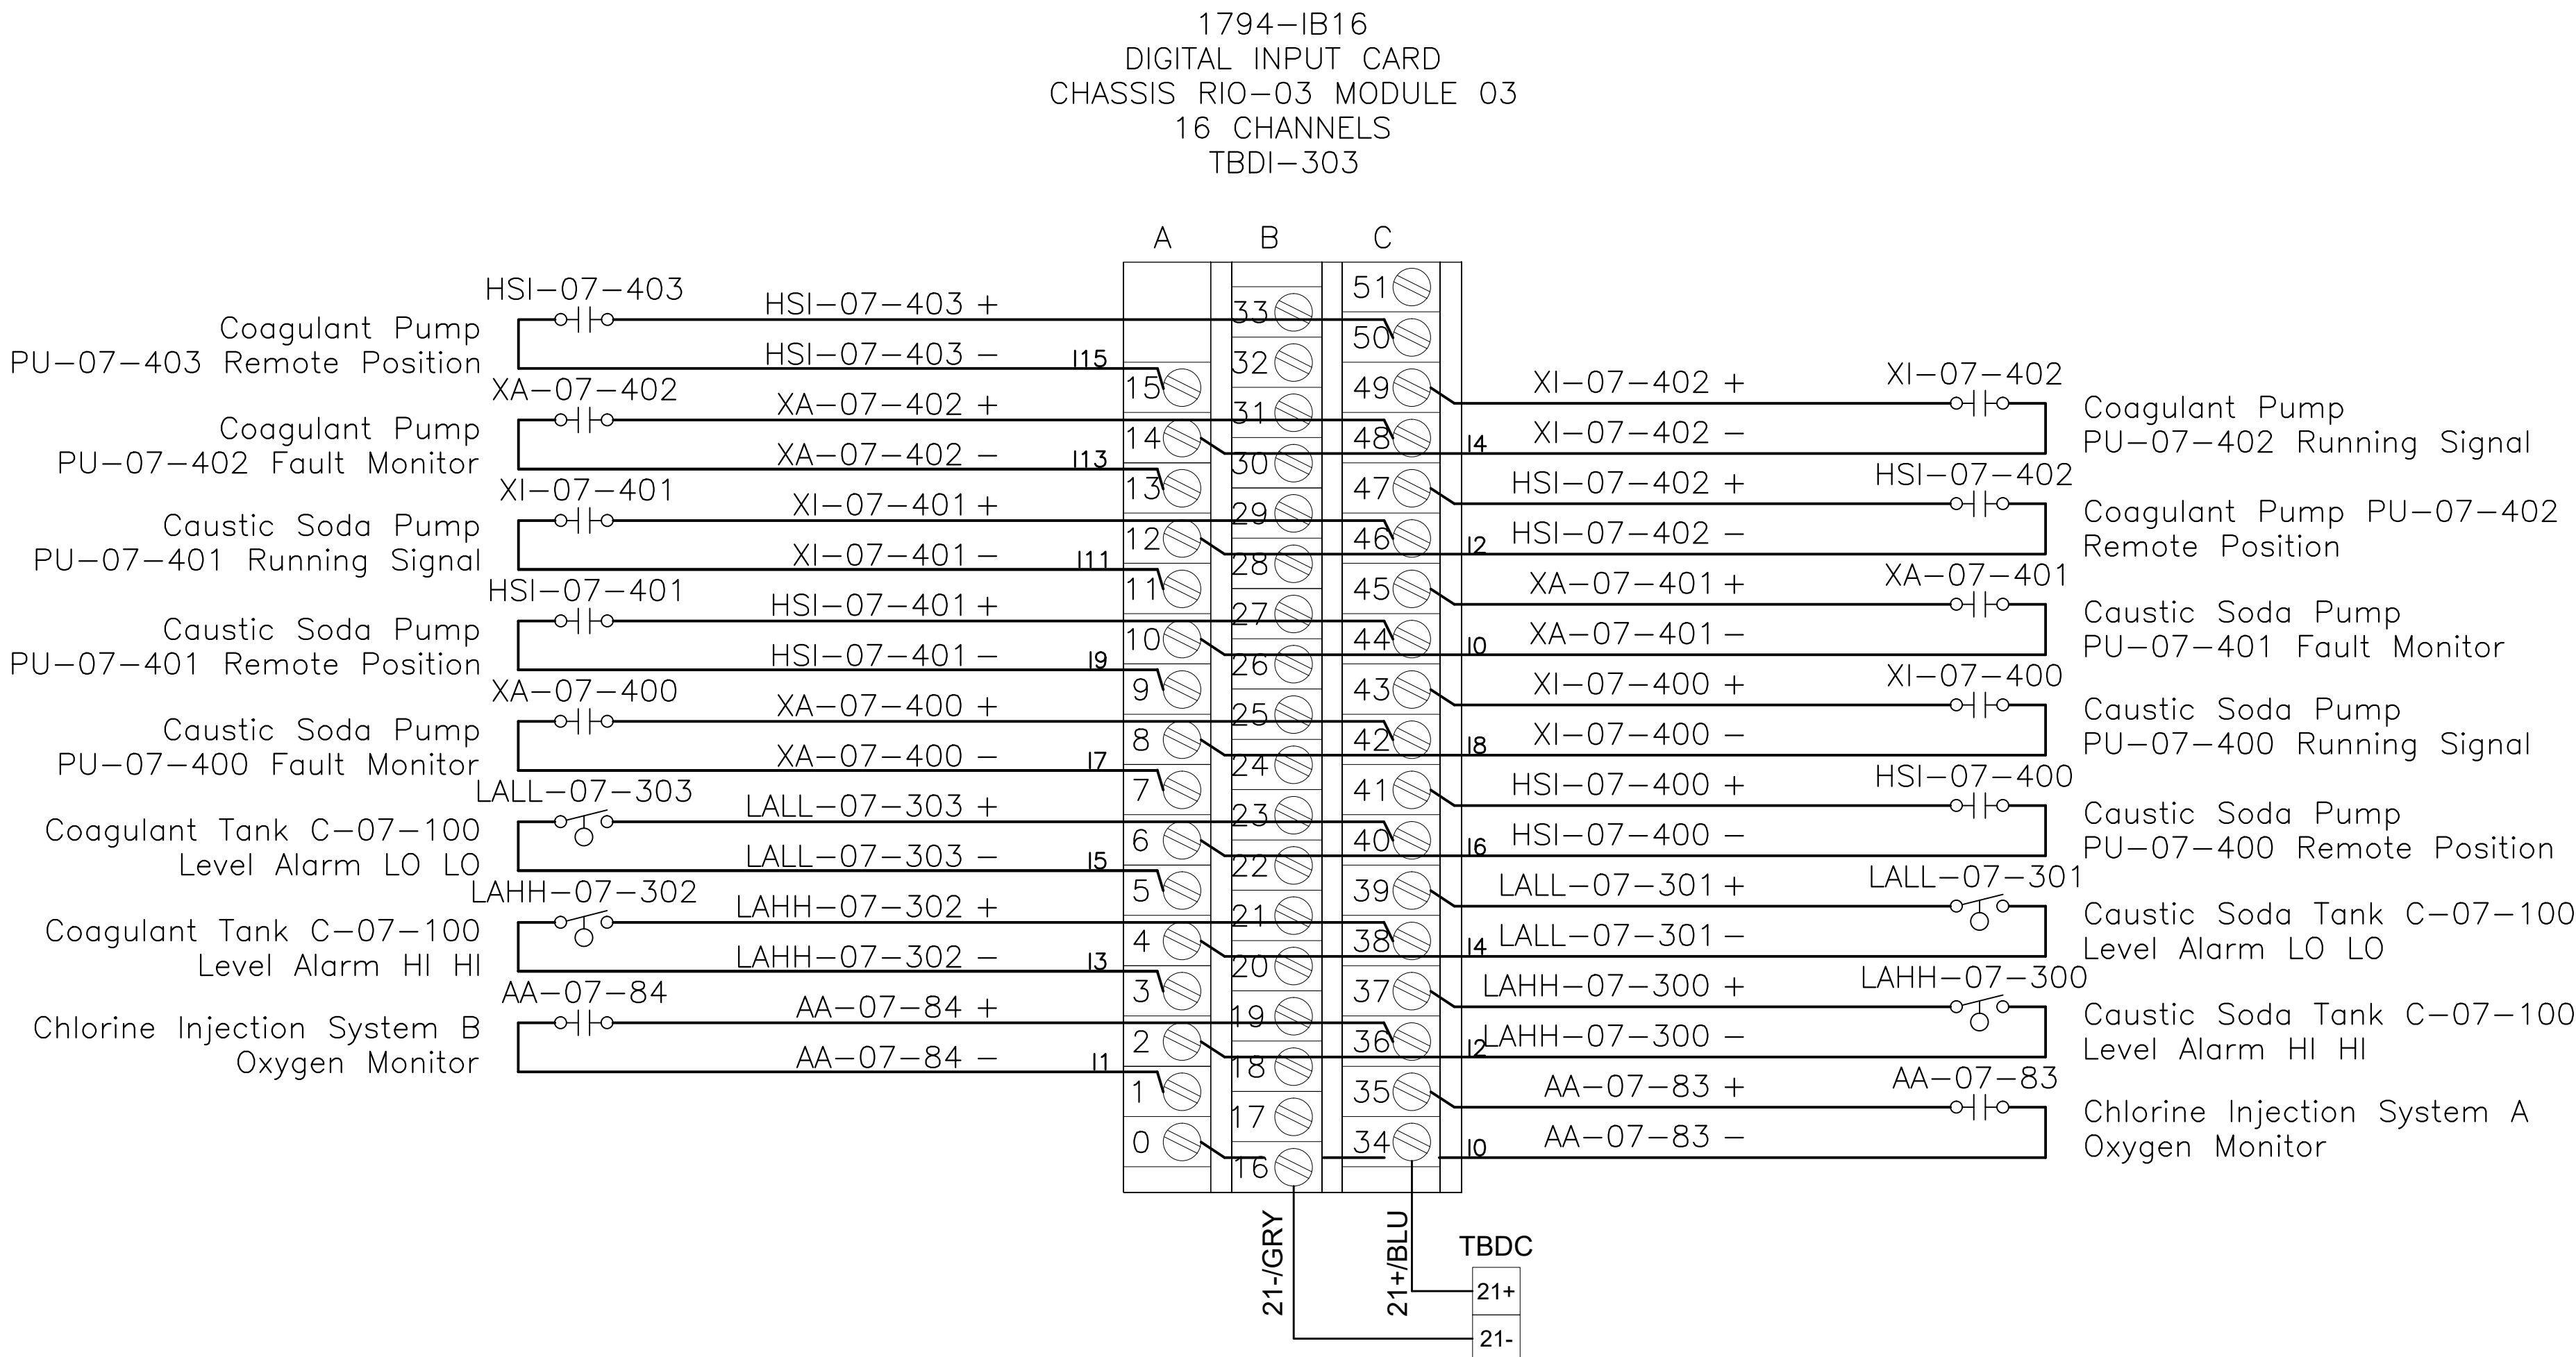 1794-IB16
DIGITAL INPUT CARD
CHASSIS RIO-03 MODULE 03
16 CHANNELS
TBDI-303
A
B
C
HSI-07-403
HSI-07-403 +
Coagulant Pump
PU-07-403 Remote Position
HSI-07-403 -
I15
XA-07-402
XA-07-402 +
Coagulant Pump
PU-07-402 Fault Monitor
XA-07-402 -
I13
XI-07-401
XI-07-401 +
Caustic Soda Pump
PU-07-401 Running Signal
XI-07-401 -
I11
HSI-07-401
HSI-07-401 +
Caustic Soda Pump
PU-07-401 Remote Position
HSI-07-401 -
I9
XA-07-400
XA-07-400 +
Caustic Soda Pump
PU-07-400 Fault Monitor
XA-07-400 -
I7
LALL-07-303
LALL-07-303 +
Coagulant Tank C-07-100
Level Alarm LO LO
LALL-07-303 -
I5
LAHH-07-302
LAHH-07-302 +
Coagulant Tank C-07-100
Level Alarm HI HI
LAHH-07-302 -
I3
AA-07-84
AA-07-84 +
Chlorine Injection System B
Oxygen Monitor
AA-07-84 -
I1
15
14
13
12
11
10
9
8
7
6
5
4
3
2
1
0
33
32
31
30
29
28
27
26
25
24
23
22
21
20
19
18
17
16
51
50
49
48
47
46
45
44
43
42
41
40
39
38
37
36
35
34
XI-07-402 +
XI-07-402
I4
XI-07-402 -
Coagulant Pump
PU-07-402 Running Signal
HSI-07-402 +
HSI-07-402
I2
HSI-07-402 -
Coagulant Pump PU-07-402
Remote Position
XA-07-401 +
XA-07-401
I0
XA-07-401 -
Caustic Soda Pump
PU-07-401 Fault Monitor
XI-07-400 +
XI-07-400
I8
XI-07-400 -
Caustic Soda Pump
PU-07-400 Running Signal
HSI-07-400 +
HSI-07-400
I6
HSI-07-400 -
Caustic Soda Pump
PU-07-400 Remote Position
LALL-07-301 +
LALL-07-301
I4
LALL-07-301 -
Caustic Soda Tank C-07-100
Level Alarm LO LO
LAHH-07-300 +
LAHH-07-300
I2
LAHH-07-300 -
Caustic Soda Tank C-07-100
Level Alarm HI HI
AA-07-83 +
AA-07-83
I0
AA-07-83 -
Chlorine Injection System A
Oxygen Monitor
21-/GRY
21+/BLU
TBDC
21+
21-